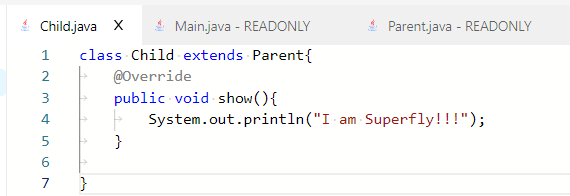 Child.java X Main.java - READONLY Parent.java - READONLY
1 class Child extends Parent{
2 @Override
3 public void show(){
4 System.out.println("I am Superfly!!!");
5 }
6
7 }